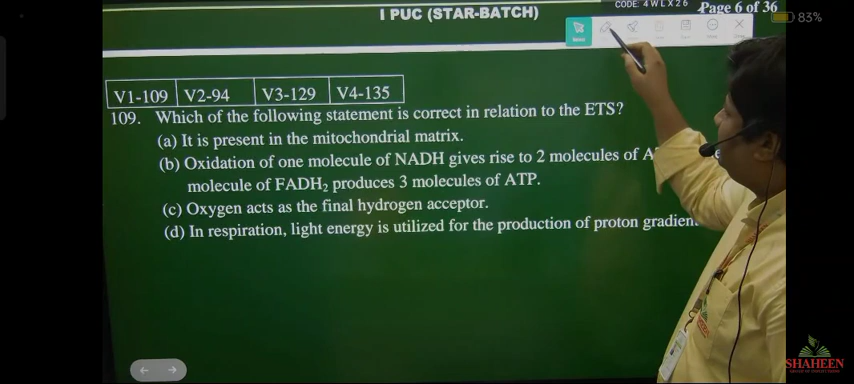 I PUC (STAR-BATCH)
CODE: 4WLX26
Page 6 of 36
83%
V1-109 V2-94 V3-129 V4-135
109. Which of the following statement is correct in relation to the ETS?
(a) It is present in the mitochondrial matrix.
(b) Oxidation of one molecule of NADH gives rise to 2 molecules of
molecule of FADH₂ produces 3 molecules of ATP.
(c) Oxygen acts as the final hydrogen acceptor.
(d) In respiration, light energy is utilized for the production of proton
SHAHEEN